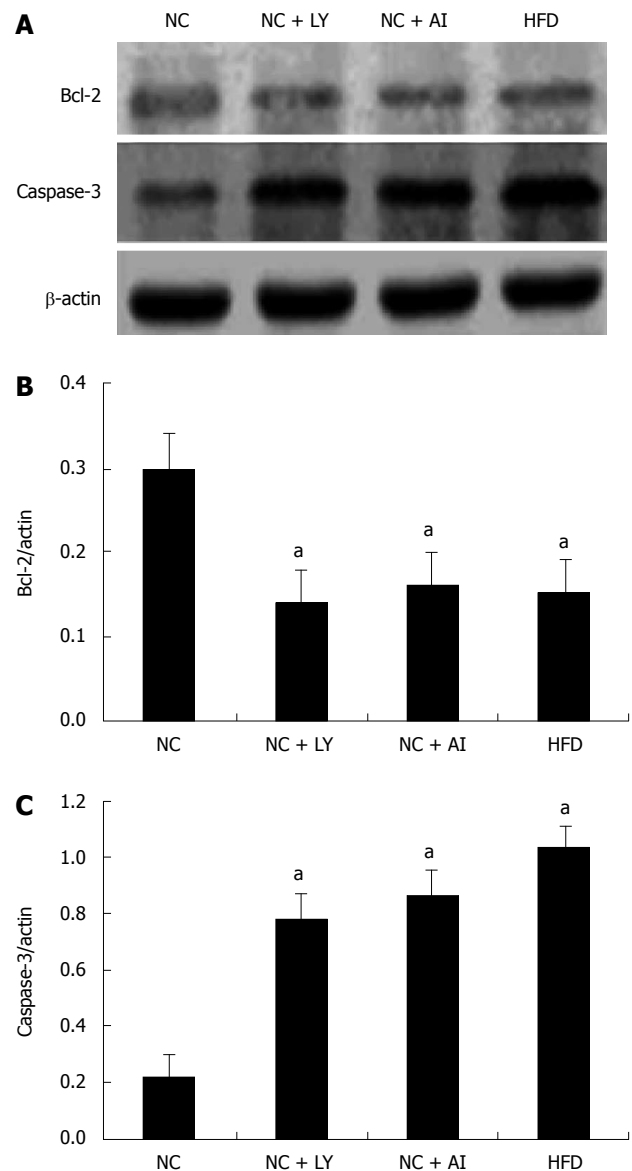 A
NC NC + LY NC + AI HFD
Bcl-2
Caspase-3
β-actin
B
0.4
0.3
0.2
0.1
0.0
Bcl-2/actin
a a a
NC NC + LY NC + AI HFD
C
1.2
1.0
0.8
0.6
0.4
0.2
0.0
Caspase-3/actin
a a a
NC NC + LY NC + AI HFD